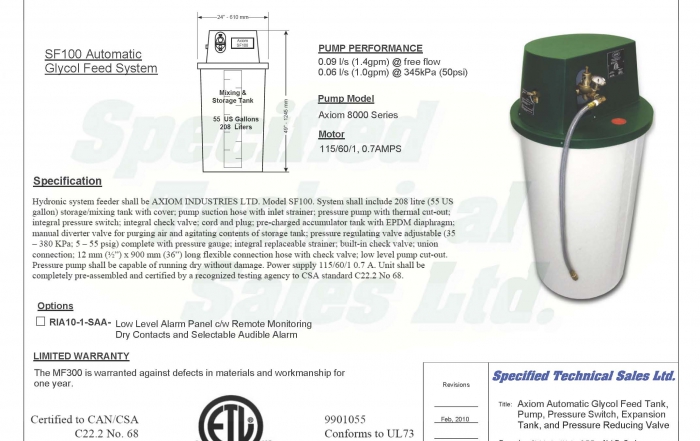 24" - 610 mm
SF100 Automatic
Glycol Feed System
Axiom
SF100
Mixing &
Storage Tank
55 US Gallons
208 Liters
49" - 1245 mm
PUMP PERFORMANCE
0.09 l/s (1.4gpm) @ free flow
0.06 l/s (1.0gpm) @ 345kPa (50psi)
Pump Model
Axiom 8000 Series
Motor
115/60/1, 0.7AMPS
Specified
Technical
Sales Ltd.
Specification
Hydronic system feeder shall be AXIOM INDUSTRIES LTD. Model SF100. System shall include 208 litre (55 US
gallon) storage/mixing tank with cover; pump suction hose with inlet strainer; pressure pump with thermal cut-out;
integral pressure switch; integral check valve; cord and plug; pre-charged accumulator tank with EPDM diaphragm;
manual diverter valve for purging air and agitating contents of storage tank; pressure regulating valve adjustable (35
– 380 KPa; 5 – 55 psig) complete with pressure gauge; integral replaceable strainer; built-in check valve; union
connection; 12 mm (½”) x 900 mm (36”) long flexible connection hose with check valve; low level pump cut-out.
Pressure pump shall be capable of running dry without damage. Power supply 115/60/1 0.7 A. Unit shall be
completely pre-assembled and certified by a recognized testing agency to CSA standard C22.2 No 68.
Options
RIA10-1-SAA- Low Level Alarm Panel c/w Remote Monitoring
Dry Contacts and Selectable Audible Alarm
LIMITED WARRANTY
The MF300 is warranted against defects in materials and workmanship for
one year.
Certified to CAN/CSA
C22.2 No. 68
ETL
9901055
Conforms to UL73
Revisions
Feb, 2010
Specified Technical Sales Ltd.
Title: Axiom Automatic Glycol Feed Tank,
Pump, Pressure Switch, Expansion
Tank, and Pressure Reducing Valve